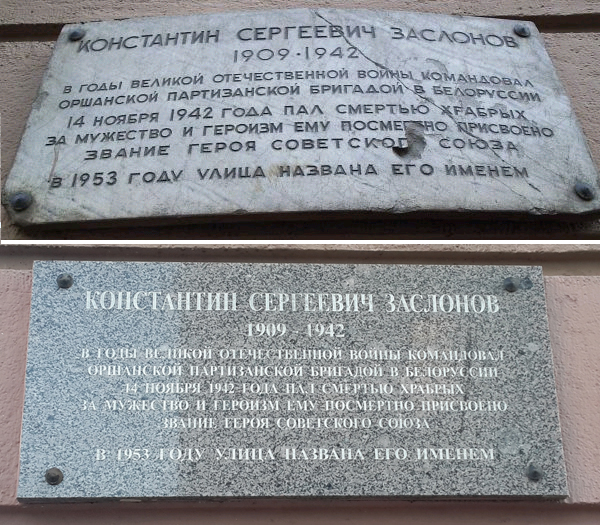 КОНСТАНТИН СЕРГЕЕВИЧ ЗАСЛОНОВ
1909·1942
В ГОДЫ ВЕЛИКОЙ ОТЕЧЕСТВЕННОЙ ВОЙНЫ КОМАНДОВАЛ
ОРШАНСКОЙ ПАРТИЗАНСКОЙ БРИГАДОЙ В БЕЛОРУССИИ
14 НОЯБРЯ 1942 ГОДА ПАЛ СМЕРТЬЮ ХРАБРЫХ
ЗА МУЖЕСТВО И ГЕРОИЗМ ЕМУ ПОСМЕРТНО ПРИСВОЕНО
ЗВАНИЕ ГЕРОЯ СОВЕТСКОГО СОЮЗА
В 1953 ГОДУ УЛИЦА НАЗВАНА ЕГО ИМЕНЕМ
КОНСТАНТИН СЕРГЕЕВИЧ ЗАСЛОНОВ
1909 - 1942
В ГОДЫ ВЕЛИКОЙ ОТЕЧЕСТВЕННОЙ ВОЙНЫ КОМАНДОВАЛ
ОРШАНСКОЙ ПАРТИЗАНСКОЙ БРИГАДОЙ В БЕЛОРУССИИ
14 НОЯБРЯ 1942 ГОДА ПАЛ СМЕРТЬЮ ХРАБРЫХ
ЗА МУЖЕСТВО И ГЕРОИЗМ ЕМУ ПОСМЕРТНО ПРИСВОЕНО
ЗВАНИЕ ГЕРОЯ СОВЕТСКОГО СОЮЗА
В 1953 ГОДУ УЛИЦА НАЗВАНА ЕГО ИМЕНЕМ